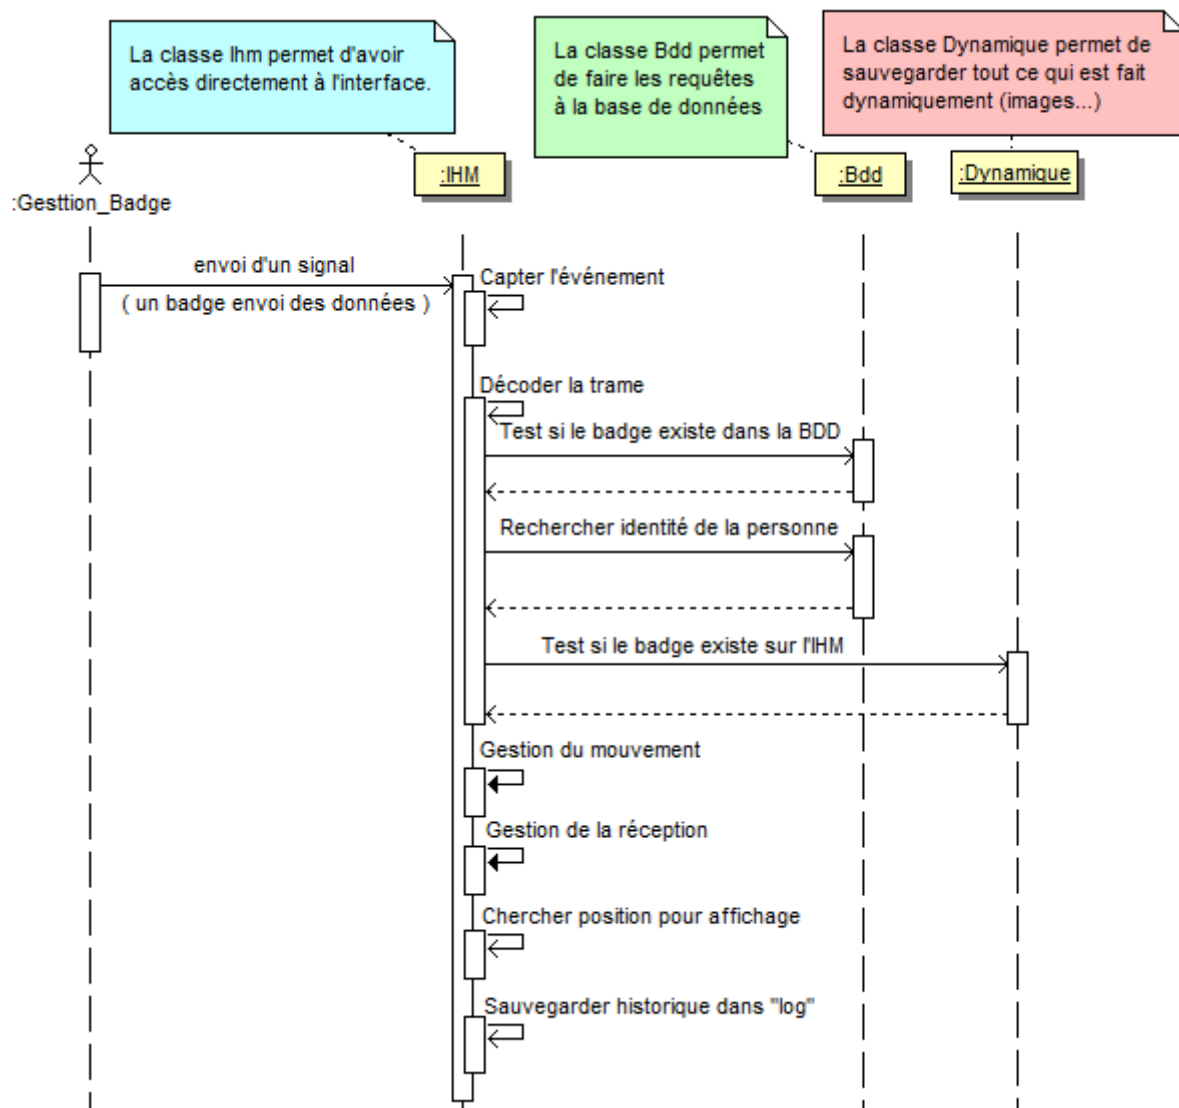 La classe Ihm permet d'avoir
accès directement à l'interface.
La classe Bdd permet
de faire les requêtes
à la base de données
La classe Dynamique permet de
sauvegarder tout ce qui est fait
dynamiquement (images...)
:Gesttion_Badge
:IHM
:Bdd
:Dynamique
envoi d'un signal
( un badge envoi des données )
Capter l'événement
Décoder la trame
Test si le badge existe dans la BDD
Rechercher identité de la personne
Test si le badge existe sur l'IHM
Gestion du mouvement
Gestion de la réception
Chercher position pour affichage
Sauvegarder historique dans "log"